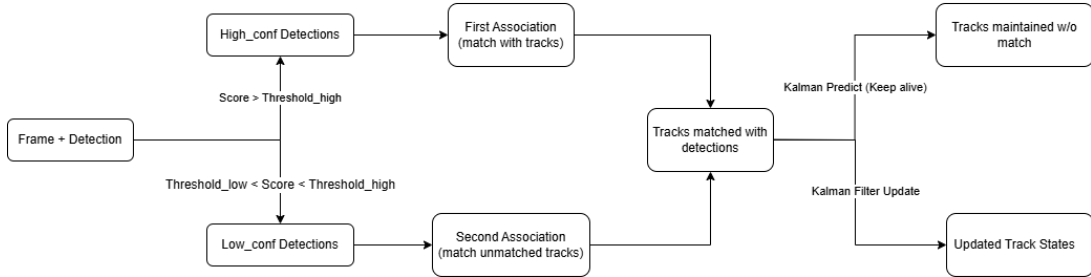 High_conf Detections
First Association
(match with tracks)
Tracks maintained w/o
match
Score > Threshold_high
Kalman Predict (Keep alive)
Frame + Detection
Tracks matched with
detections
Threshold_low < Score < Threshold_high
Kalman Filter Update
Low_conf Detections
Second Association
(match unmatched tracks)
Updated Track States